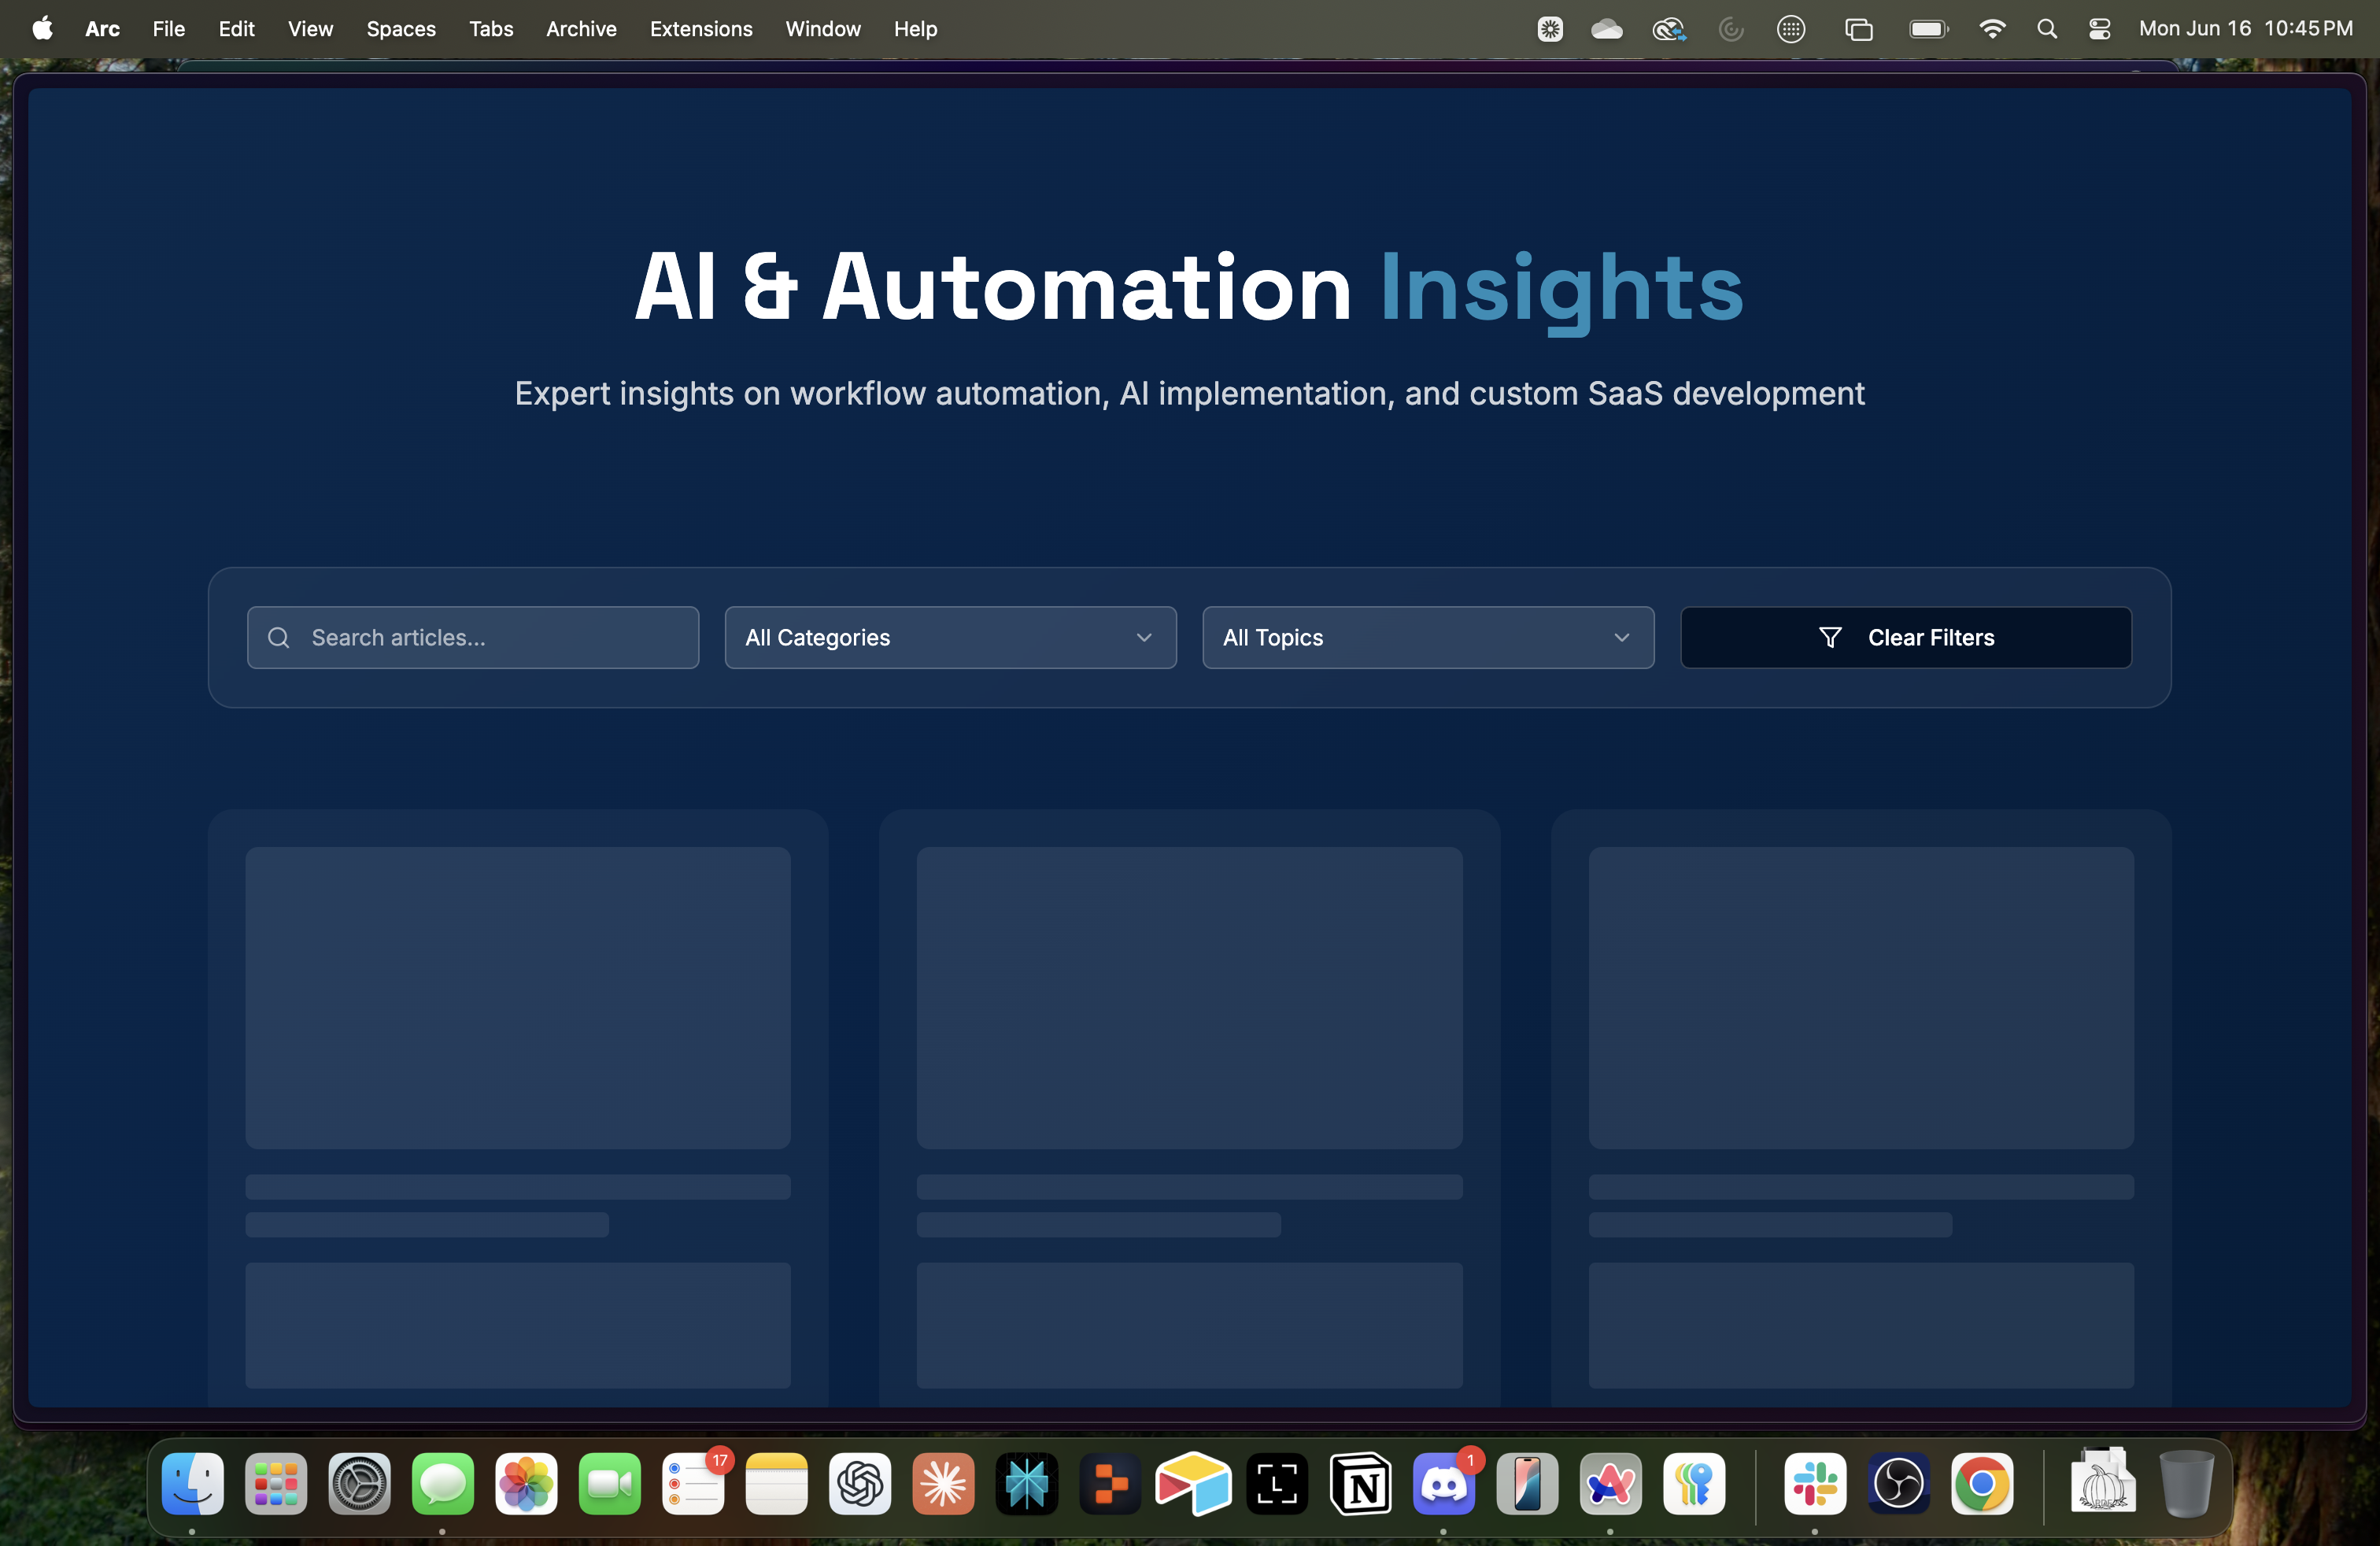 Arc File Edit View Spaces Tabs Archive Extensions Window Help Mon Jun 16 10:45 PM
AI & Automation Insights
Expert insights on workflow automation, AI implementation, and custom SaaS development
Search articles...
All Categories
All Topics
Clear Filters
17
1